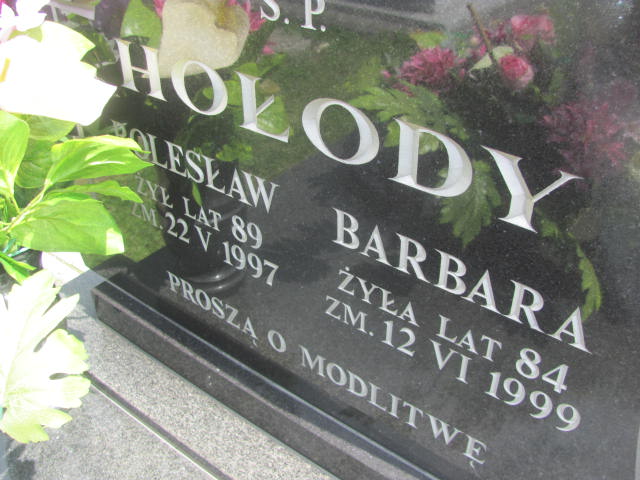 Ś. P.
HOŁODY
BOLESŁAW
ŻYŁ LAT 89
ZM. 22 V 1997
BARBARA
ŻYŁA LAT 84
ZM. 12 VI 1999
PROSZĄ O MODLITWĘ